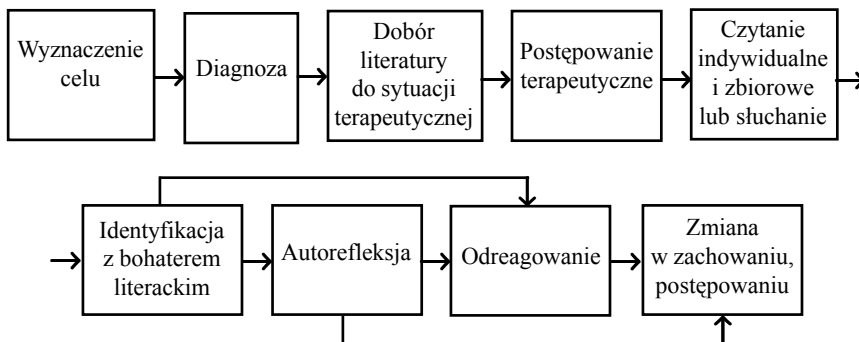 Wyznaczenie
celu
Diagnoza
Dobór
literatury
do sytuacji
terapeutycznej
Postępowanie
terapeutyczne
Czytanie
indywidualne
i zbiorowe
lub słuchanie
Identyfikacja
z bohaterem
literackim
Autorefleksja
Odreagowanie
Zmiana
w zachowaniu,
postępowaniu